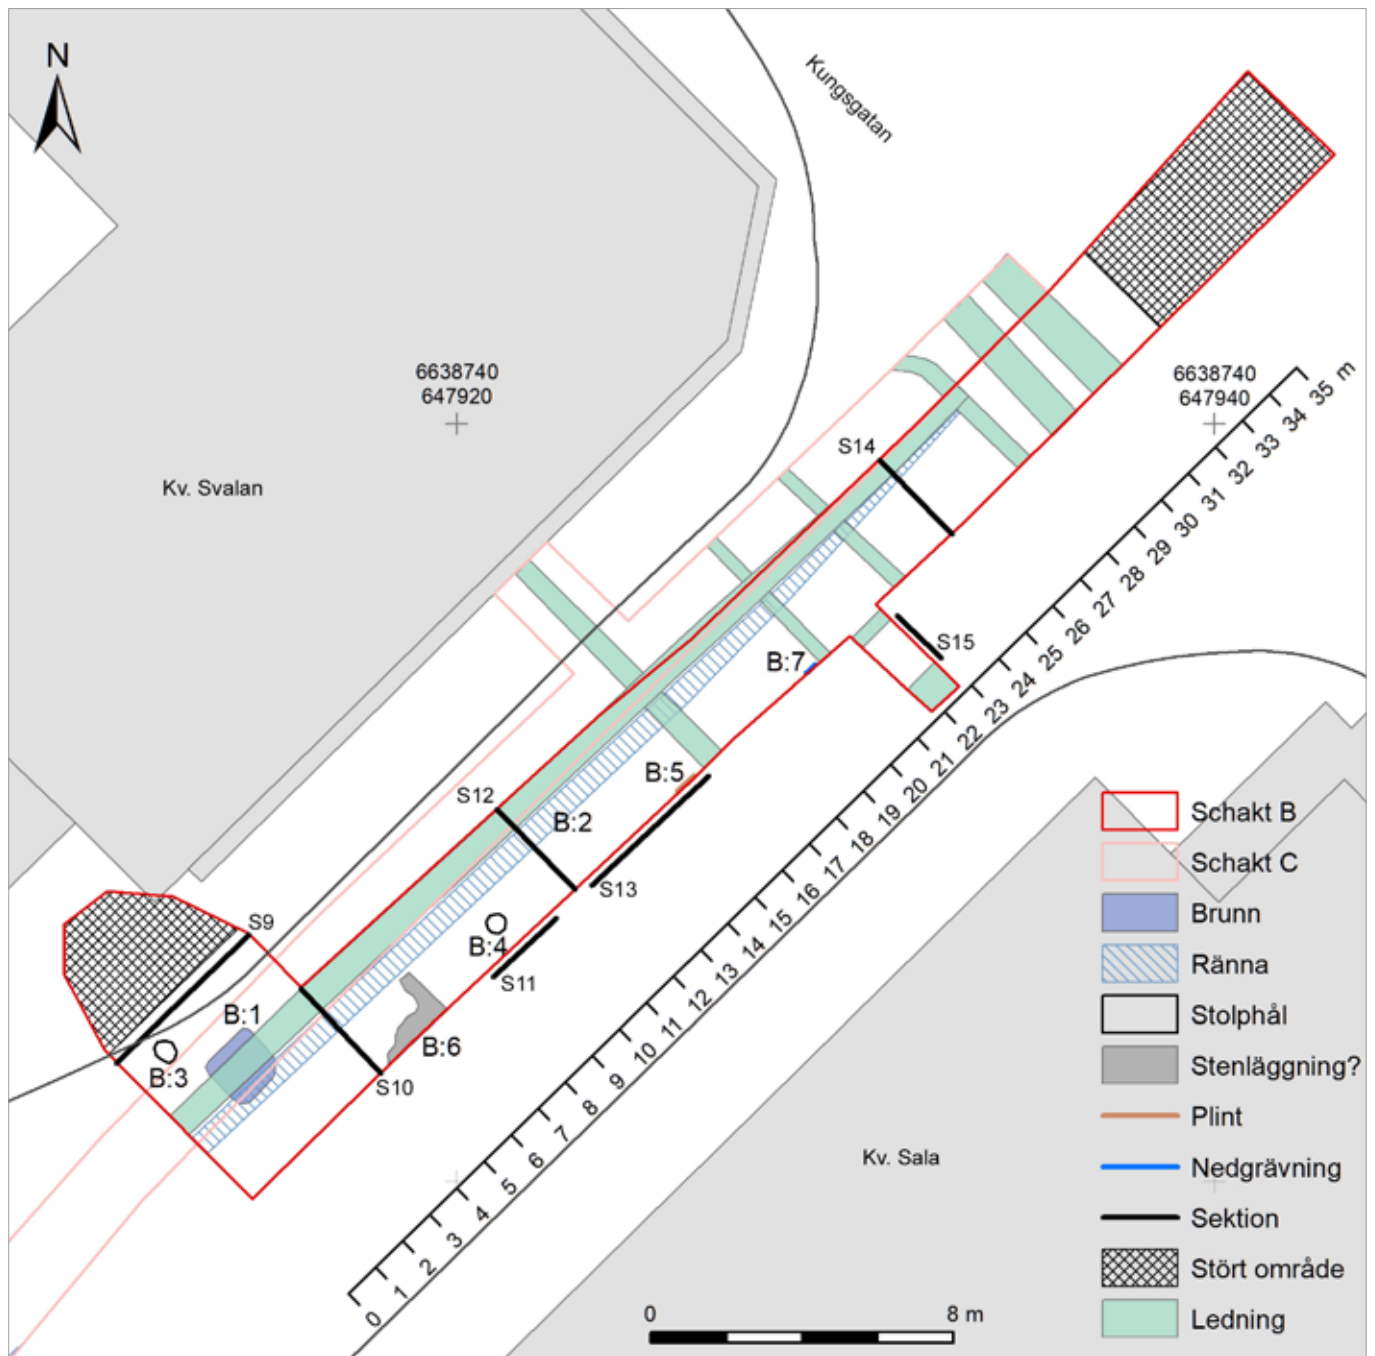 N
Kungsgatan
6638740
647920
6638740
647940
Kv. Svalan
S14
S15
B:7
B:5
S12
B:2
S13
B:4
S11
S9
B:1
B:3
B:6
S10
0 1 2 3 4 5 6 7 8 9 10 11 12 13 14 15 16 17 18 19 20 21 22 23 24 25 26 27 28 29 30 31 32 33 34 35 m
Kv. Sala
0 8 m
Schakt B
Schakt C
Brunn
Ränna
Stolphål
Stenläggning?
Plint
Nedgrävning
Sektion
Stört område
Ledning